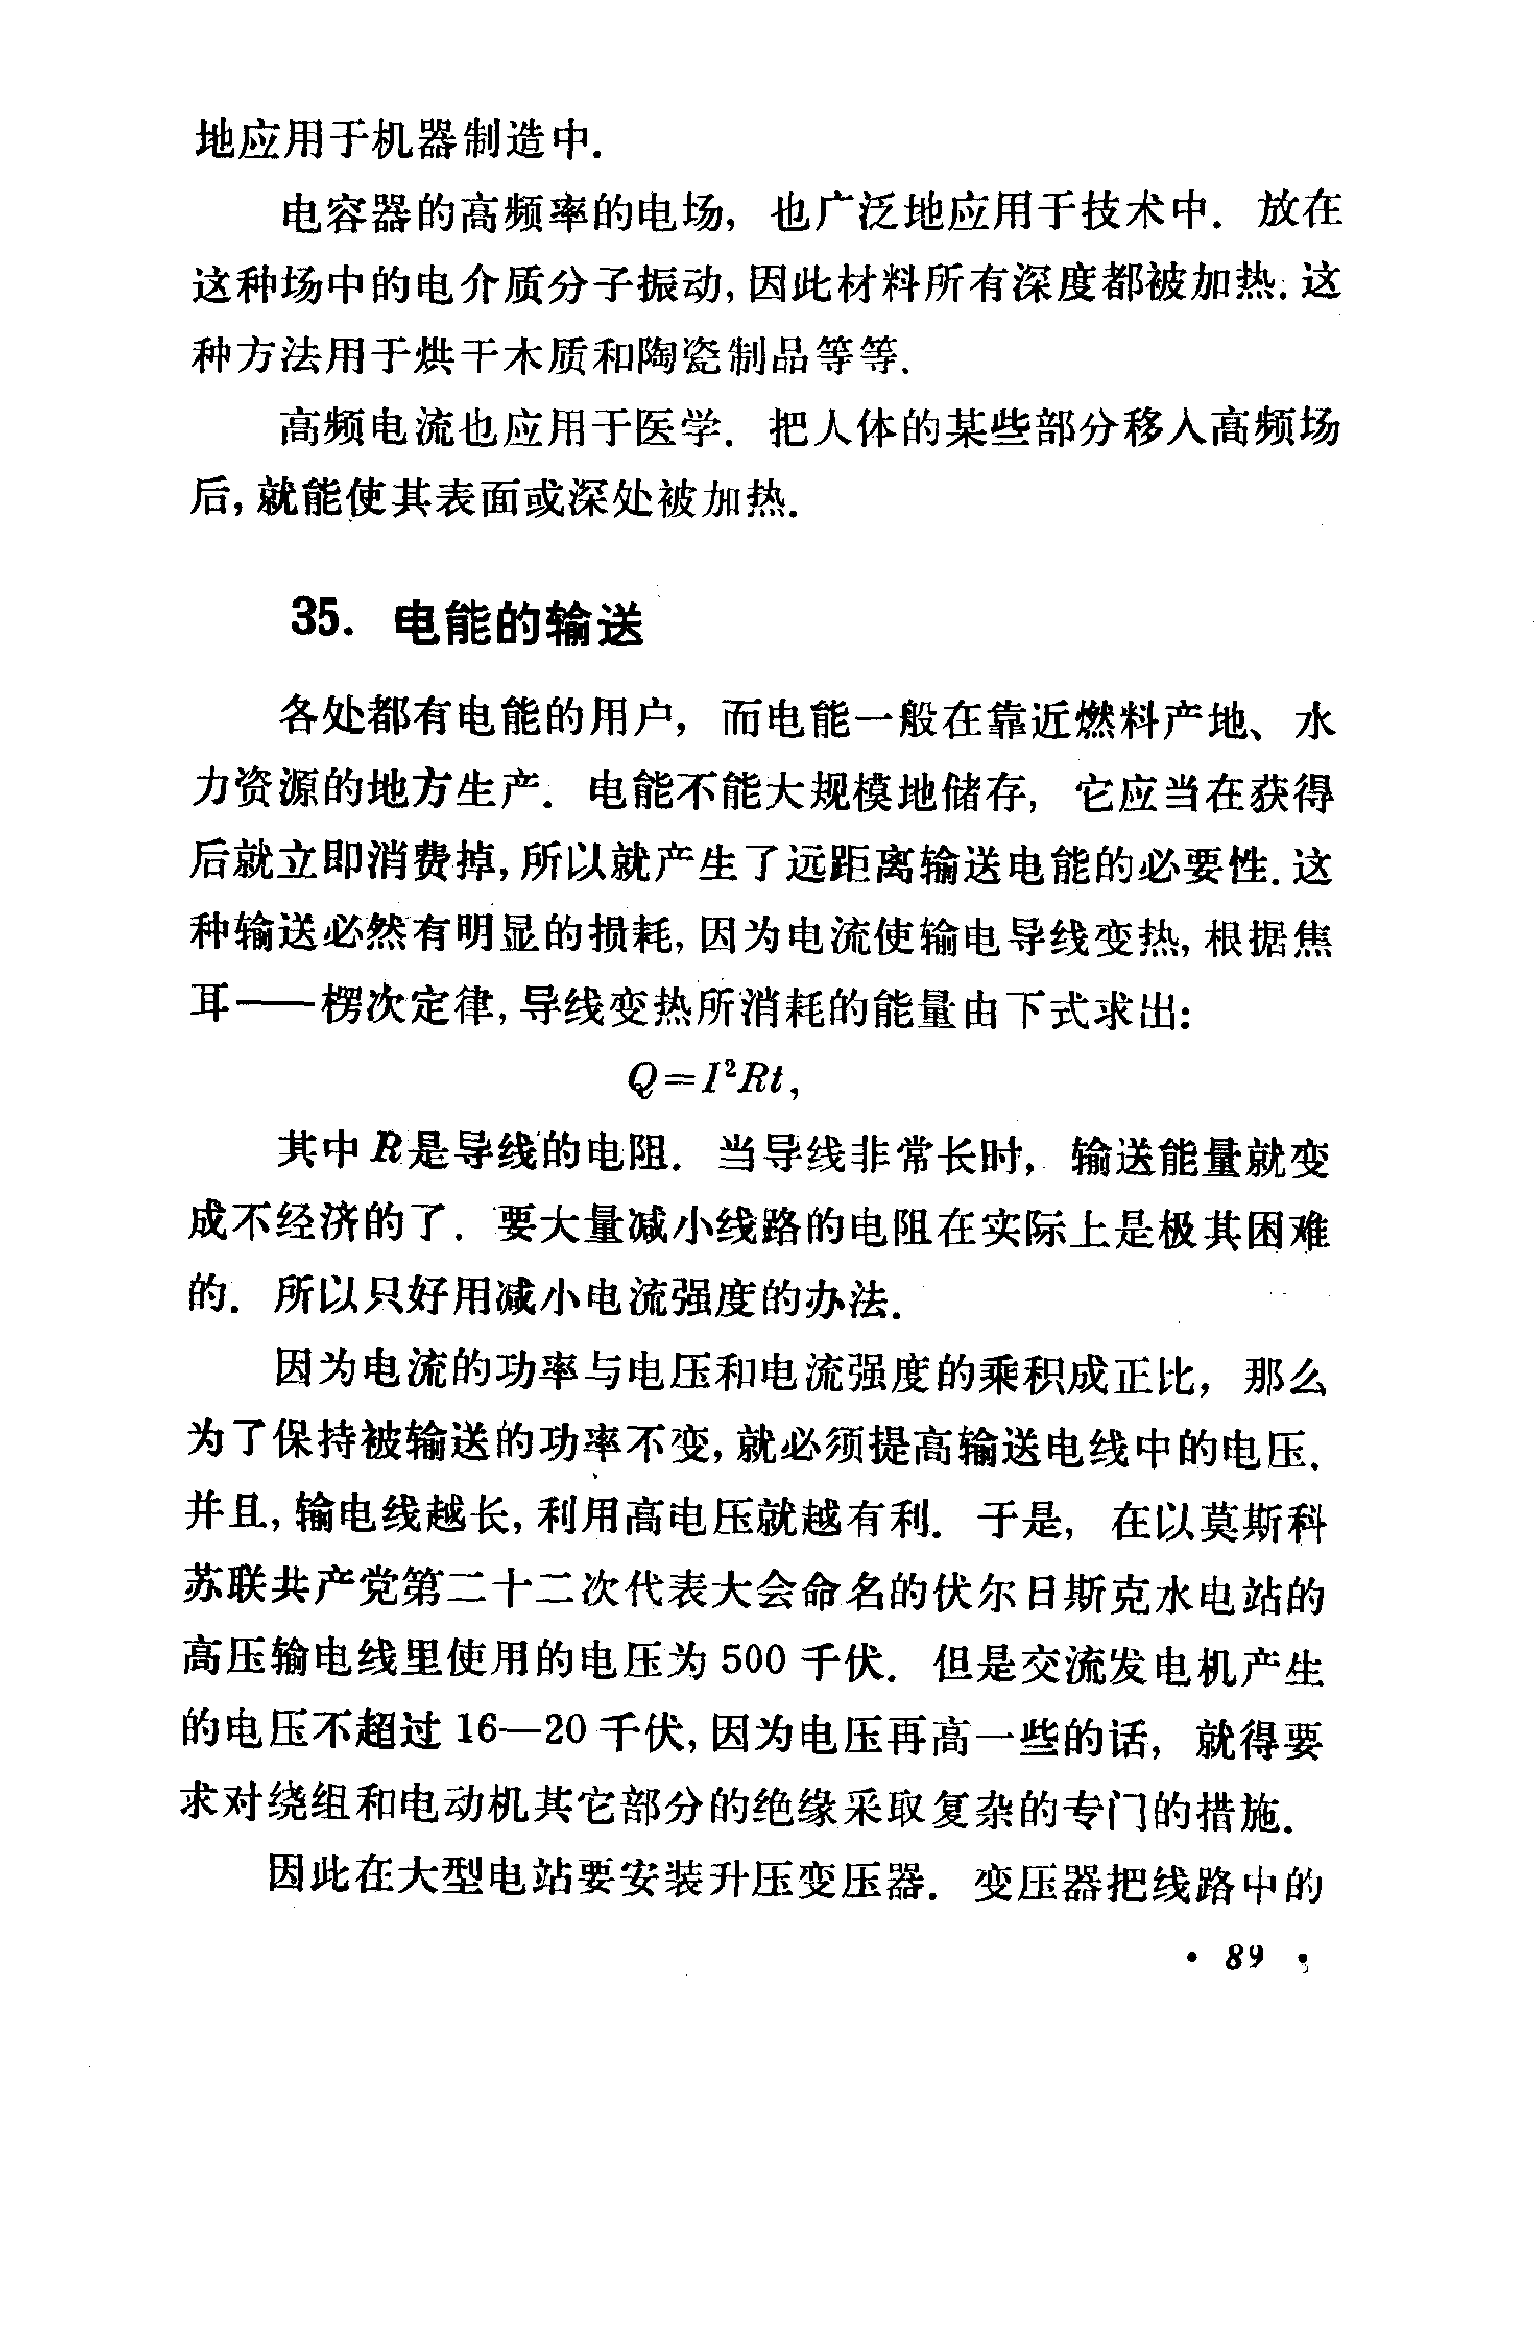 地应用于机器制造中.
电容器的高频率的电场, 也广泛地应用于技术中. 放在
这种场中的电介质分子振动,因此材料所有深度都被加热.这
种方法用于烘干木质和陶瓷制品等等.
高频电流也应用于医学. 把人体的某些部分移入高频场
后,就能使其表面或深处被加热.
35. 电能的输送
各处都有电能的用户, 而电能一般在靠近燃料产地、水
力资源的地方生产. 电能不能大规模地储存, 它应当在获得
后就立即消费掉,所以就产生了远距离输送电能的必要性.这
种输送必然有明显的损耗,因为电流使输电导线变热,根据焦
耳——楞次定律,导线变热所消耗的能量由下式求出:
Q=I²Rt,
其中R是导线的电阻. 当导线非常长时, 输送能量就变
成不经济的了. 要大量减小线路的电阻在实际上是极其困难
的. 所以只好用减小电流强度的办法.
因为电流的功率与电压和电流强度的乘积成正比, 那么
为了保持被输送的功率不变,就必须提高输送电线中的电压.
并且,输电线越长,利用高电压就越有利. 于是, 在以莫斯科
苏联共产党第二十二次代表大会命名的伏尔日斯克水电站的
高压输电线里使用的电压为 500 千伏. 但是交流发电机产生
的电压不超过 16—20 千伏,因为电压再高一些的话, 就得要
求对绕组和电动机其它部分的绝缘采取复杂的专门的措施.
因此在大型电站要安装升压变压器. 变压器把线路中的
• 89 •